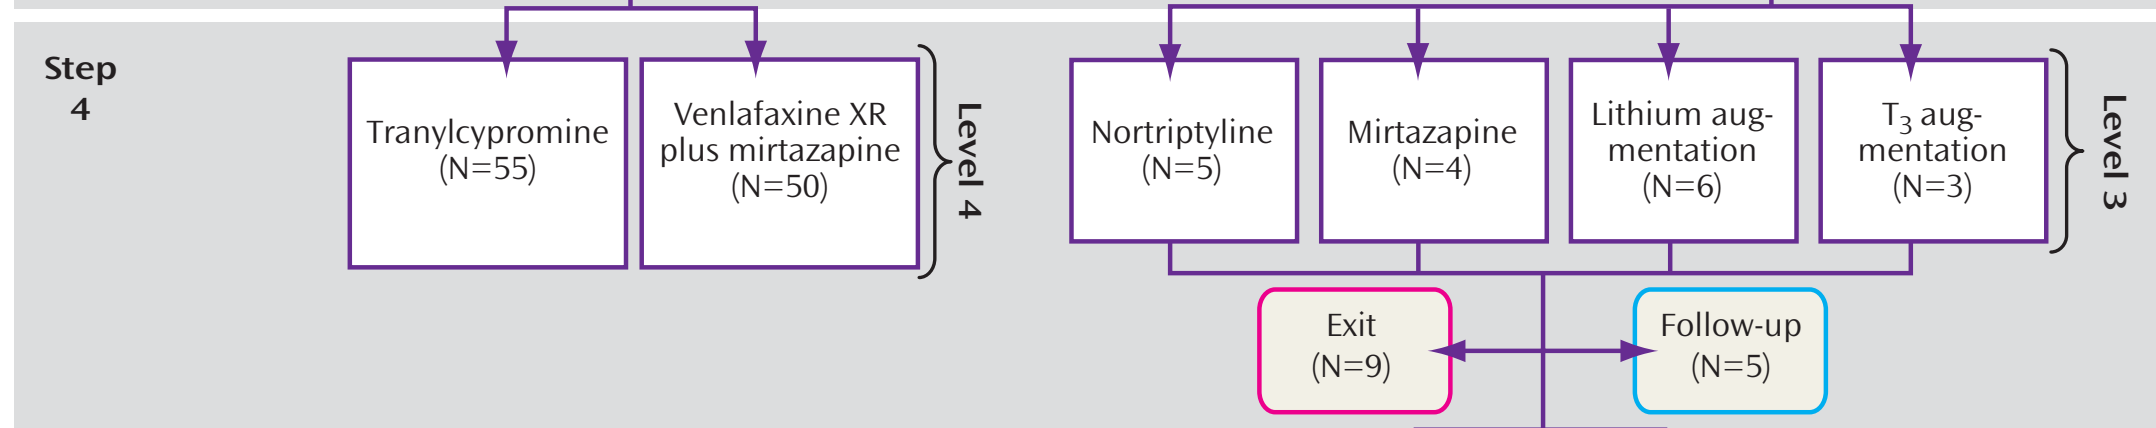 Step
4
Tranylcypromine
(N=55)
Venlafaxine XR
plus mirtazapine
(N=50)
Level 4
Nortriptyline
(N=5)
Mirtazapine
(N=4)
Lithium aug-
mentation
(N=6)
T₃ aug-
mentation
(N=3)
Level 3
Exit
(N=9)
Follow-up
(N=5)